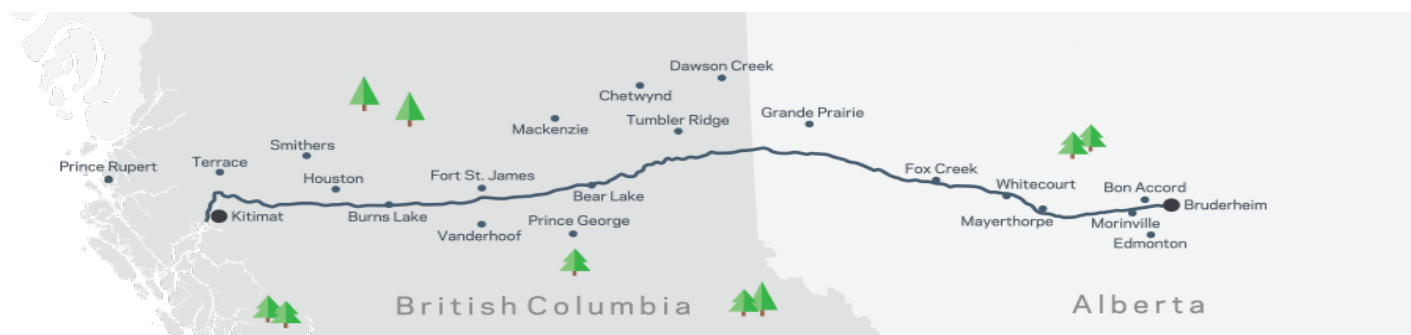 Dawson Creek
Chetwynd
Mackenzie
Tumbler Ridge
Grande Prairie
Smithers
Prince Rupert
Terrace
Houston
Fort St. James
Bear Lake
Fox Creek
Whitecourt
Bon Accord
Kitimat
Burns Lake
Vanderhoof
Prince George
Mayerthorpe
Morinville
Bruderheim
Edmonton
British Columbia
Alberta